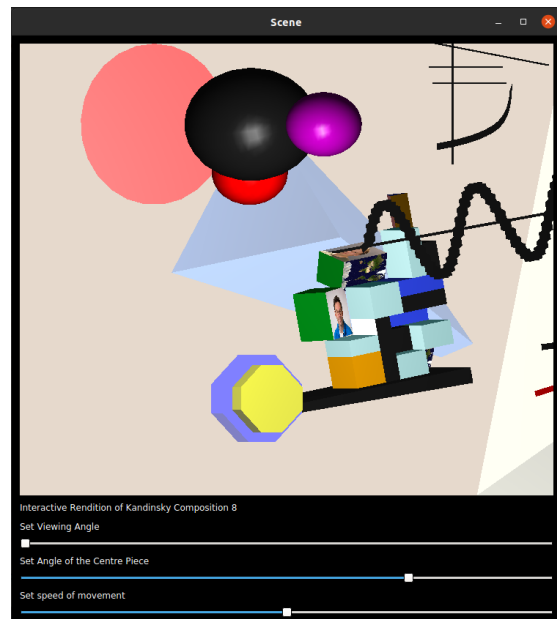 Scene
Interactive Rendition of Kandinsky Composition 8
Set Viewing Angle
Set Angle of the Centre Piece
Set speed of movement